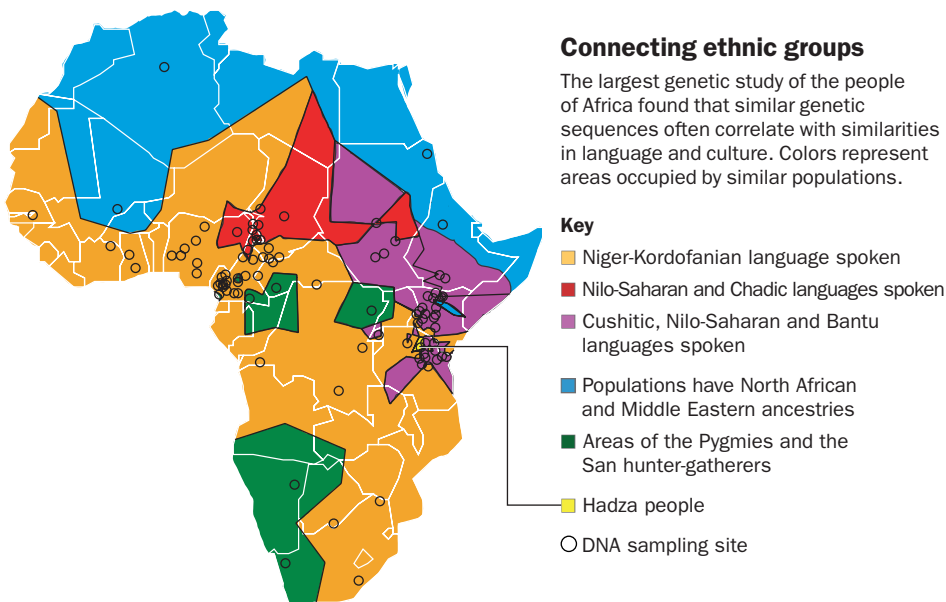 Connecting ethnic groups
The largest genetic study of the people
of Africa found that similar genetic
sequences often correlate with similarities
in language and culture. Colors represent
areas occupied by similar populations.
Key
Niger-Kordofanian language spoken
Nilo-Saharan and Chadic languages spoken
Cushitic, Nilo-Saharan and Bantu
languages spoken
Populations have North African
and Middle Eastern ancestries
Areas of the Pygmies and the
San hunter-gatherers
Hadza people
DNA sampling site